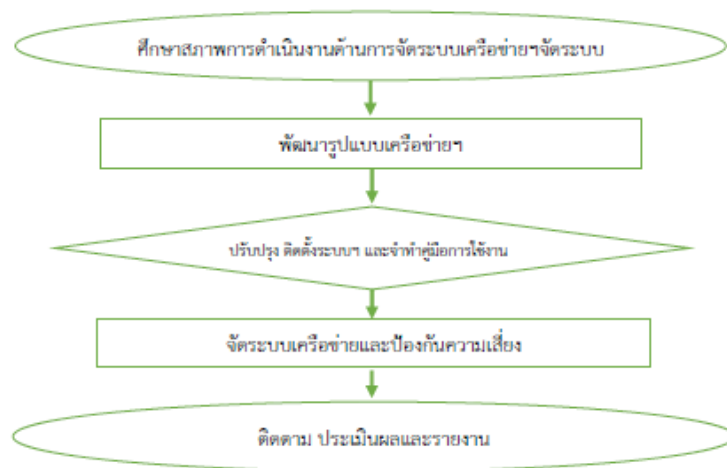 ศึกษาสภาพการดำเนินงานด้านการจัดระบบเครือข่ายฯจัดระบบ
พัฒนารูปแบบเครือข่ายฯ
ปรับปรุง ติดตั้งระบบฯ และจำทำคู่มือการใช้งาน
จัดระบบเครือข่ายและป้องกันความเสี่ยง
ติดตาม ประเมินผลและรายงาน